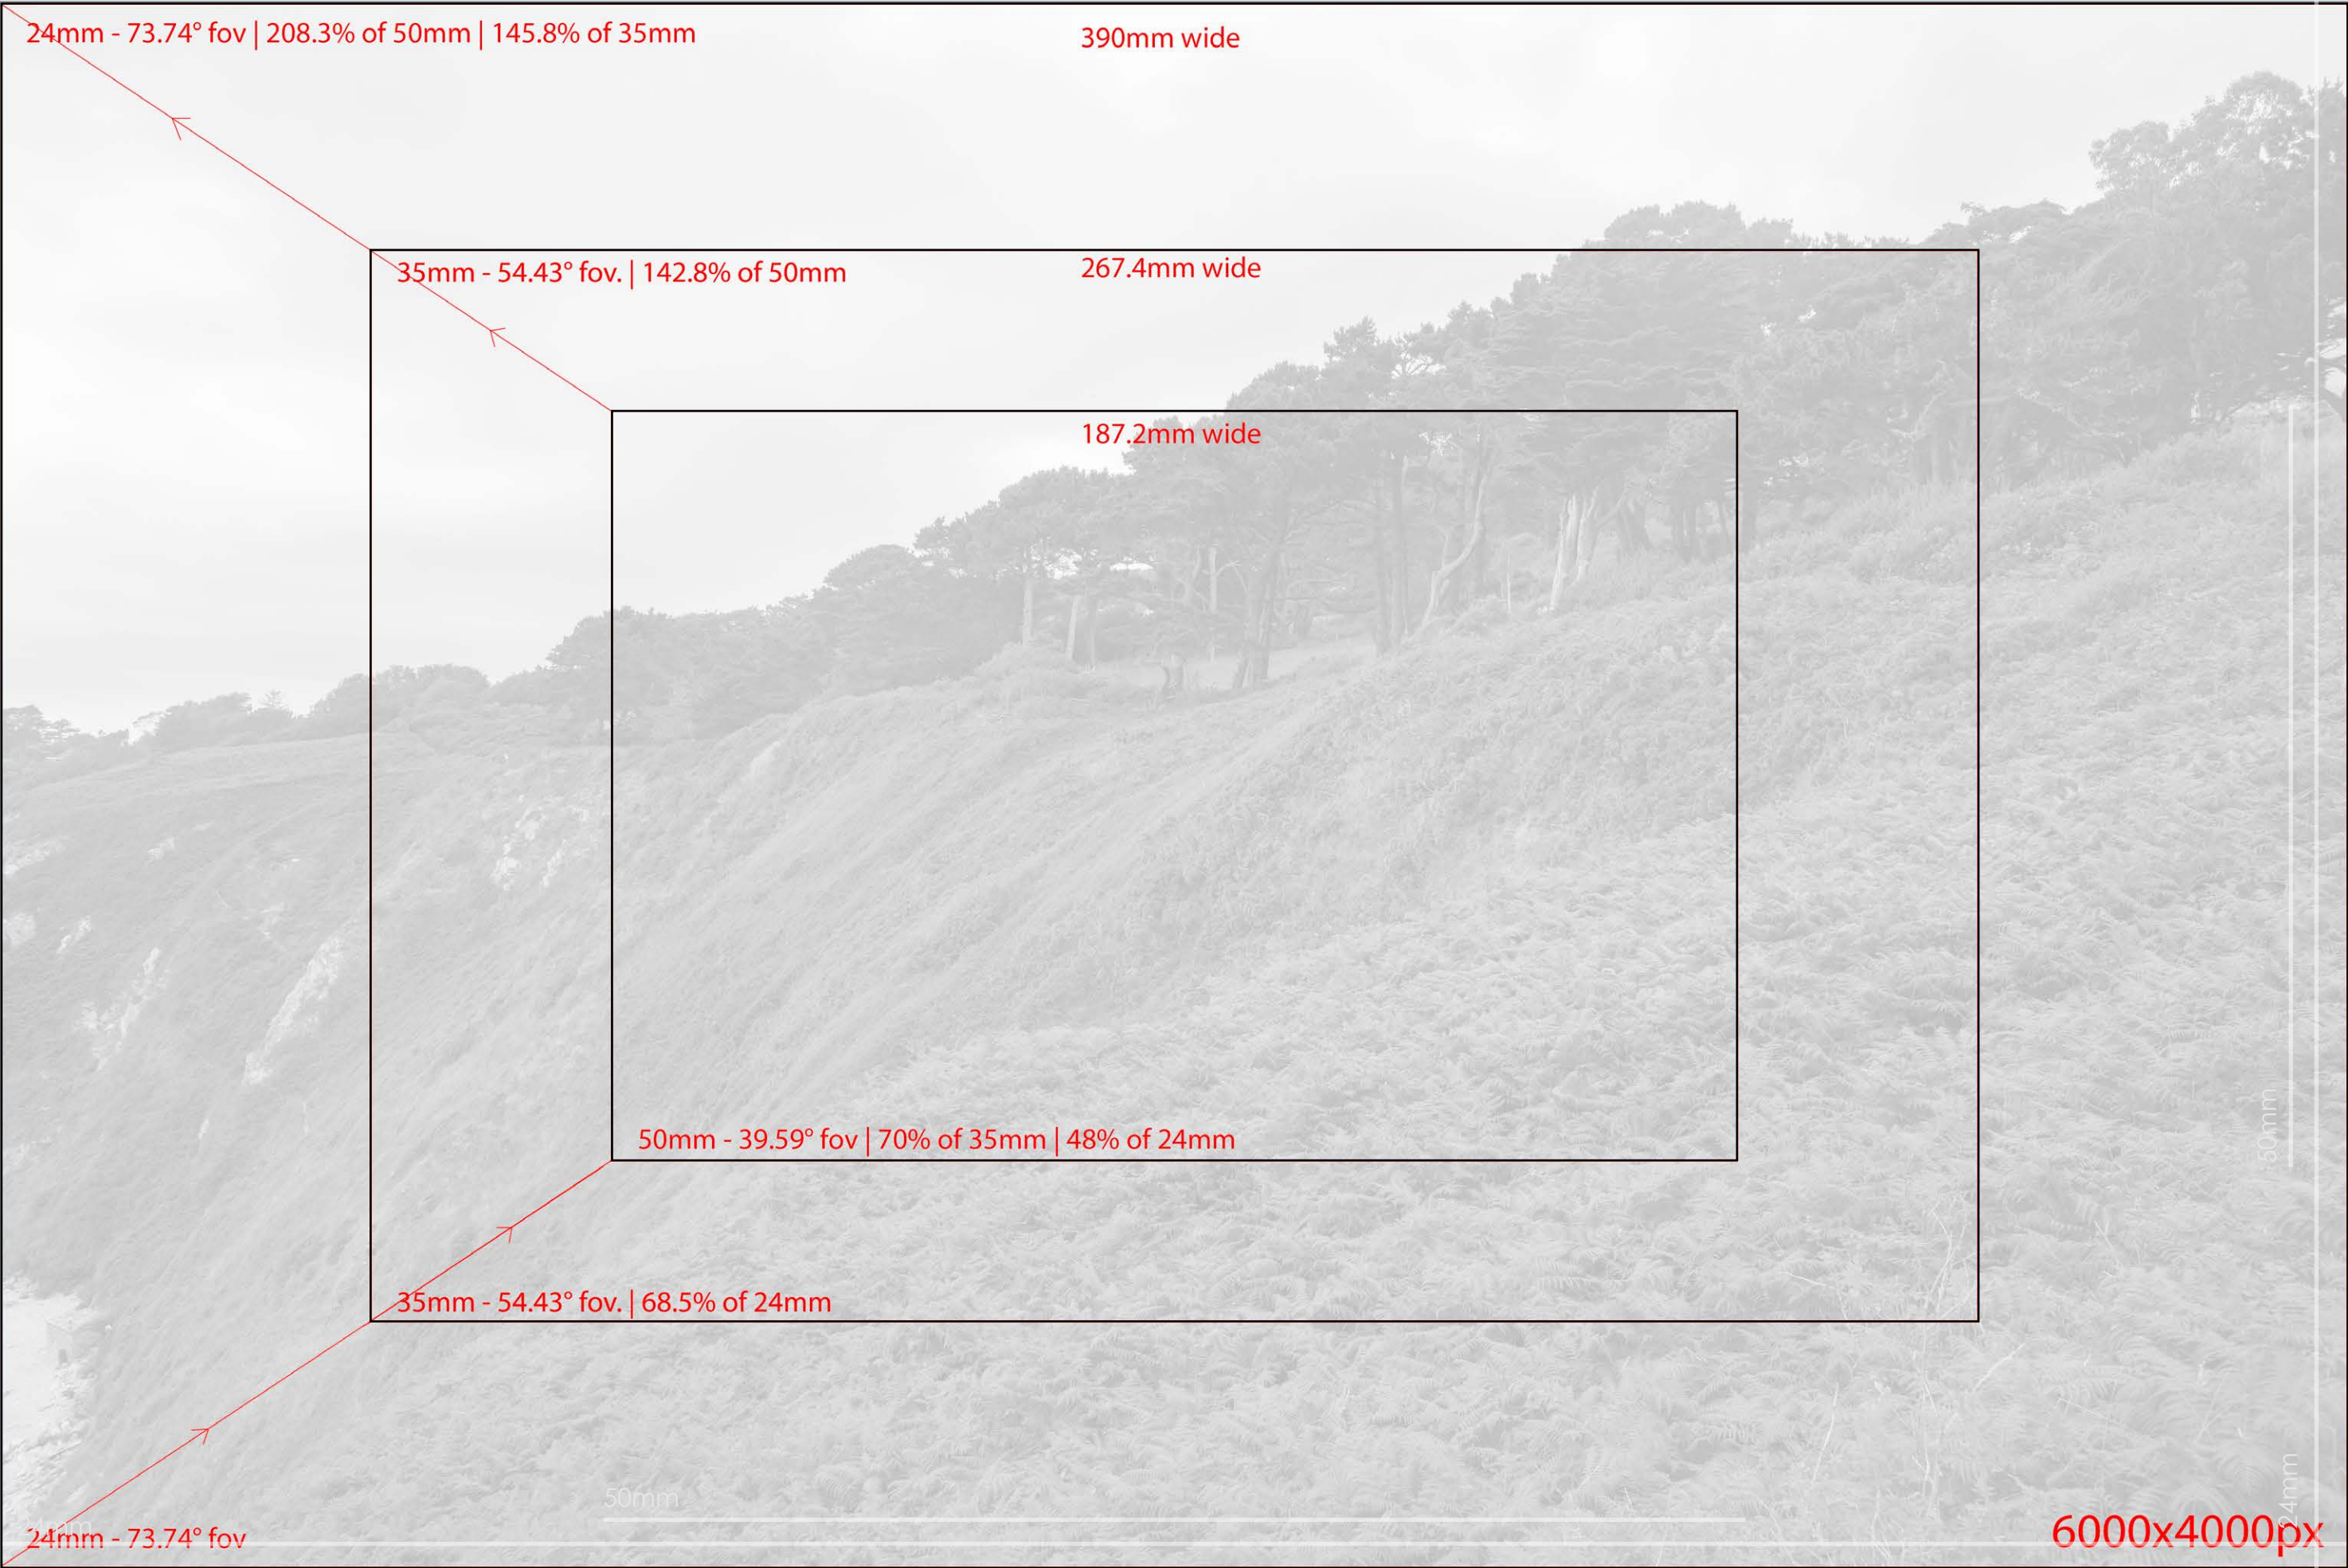 24mm - 73.74° fov | 208.3% of 50mm | 145.8% of 35mm
390mm wide
35mm - 54.43° fov. | 142.8% of 50mm
267.4mm wide
187.2mm wide
50mm
50mm - 39.59° fov | 70% of 35mm | 48% of 24mm
35mm - 54.43° fov. | 68.5% of 24mm
50mm
24mm
24mm - 73.74° fov
6000x4000px